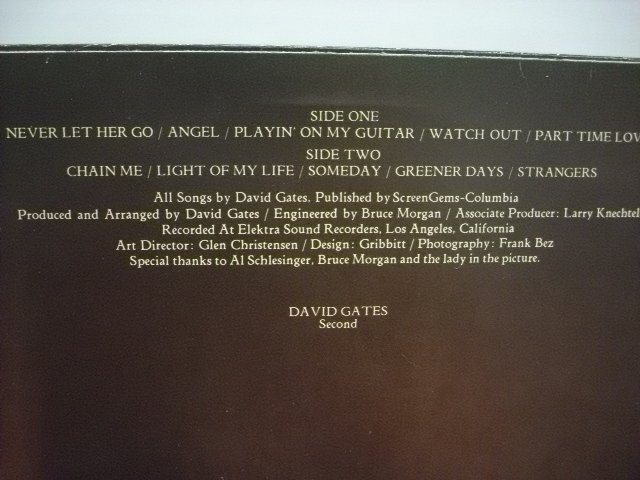 SIDE ONE
NEVER LET HER GO / ANGEL / PLAYIN' ON MY GUITAR / WATCH OUT / PART TIME LOV
SIDE TWO
CHAIN ME / LIGHT OF MY LIFE / SOMEDAY / GREENER DAYS / STRANGERS
All Songs by David Gates, Published by ScreenGems-Columbia
Produced and Arranged by David Gates / Engineered by Bruce Morgan / Associate Producer: Larry Knechtel
Recorded At Elektra Sound Recorders, Los Angeles, California
Art Director: Glen Christensen / Design: Gribbitt / Photography: Frank Bez
Special thanks to Al Schlesinger, Bruce Morgan and the lady in the picture.
DAVID GATES
Second